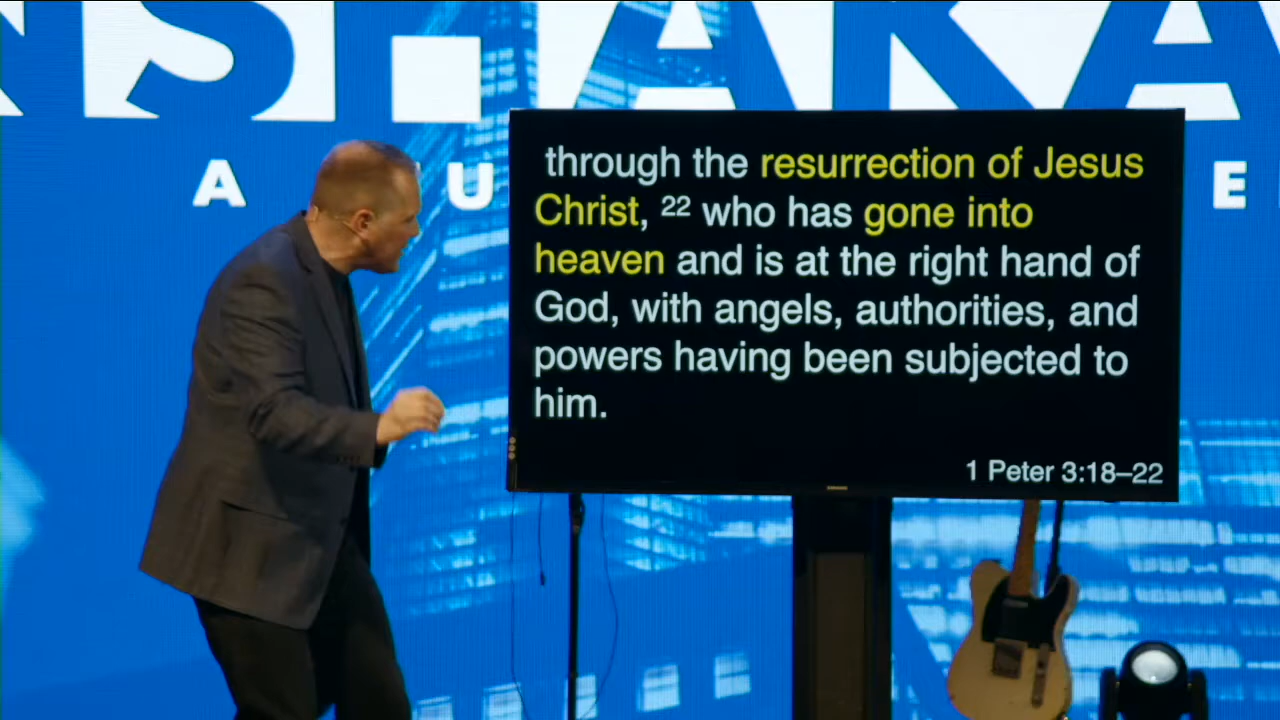 NSHAKA
A U E
through the resurrection of Jesus
Christ, 22 who has gone into
heaven and is at the right hand of
God, with angels, authorities, and
powers having been subjected to
him.
1 Peter 3:18–22